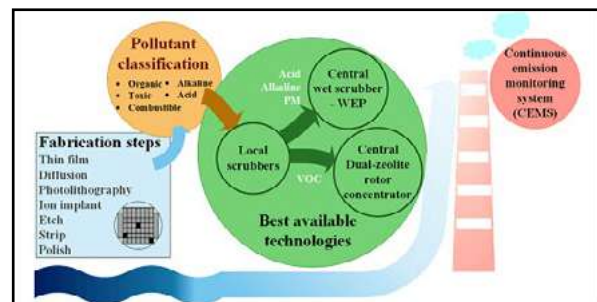 Pollutant
classification
• Organic • Alkaline
• Toxic • Acid
• Combustible
Fabrication steps
Thin film
Diffusion
Photolithography
Ion implant
Etch
Strip
Polish
Acid
Alkaline
PM
Central
wet scrubber
- WEP
Local
scrubbers
VOC
Central
Dual-zeolite
rotor
concentrator
Best available
technologies
Continuous
emission
monitoring
system
(CEMS)